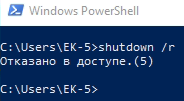 Windows PowerShell
C:\Users\EK-5>shutdown /r
Отказано в доступе.(5)
C:\Users\EK-5>